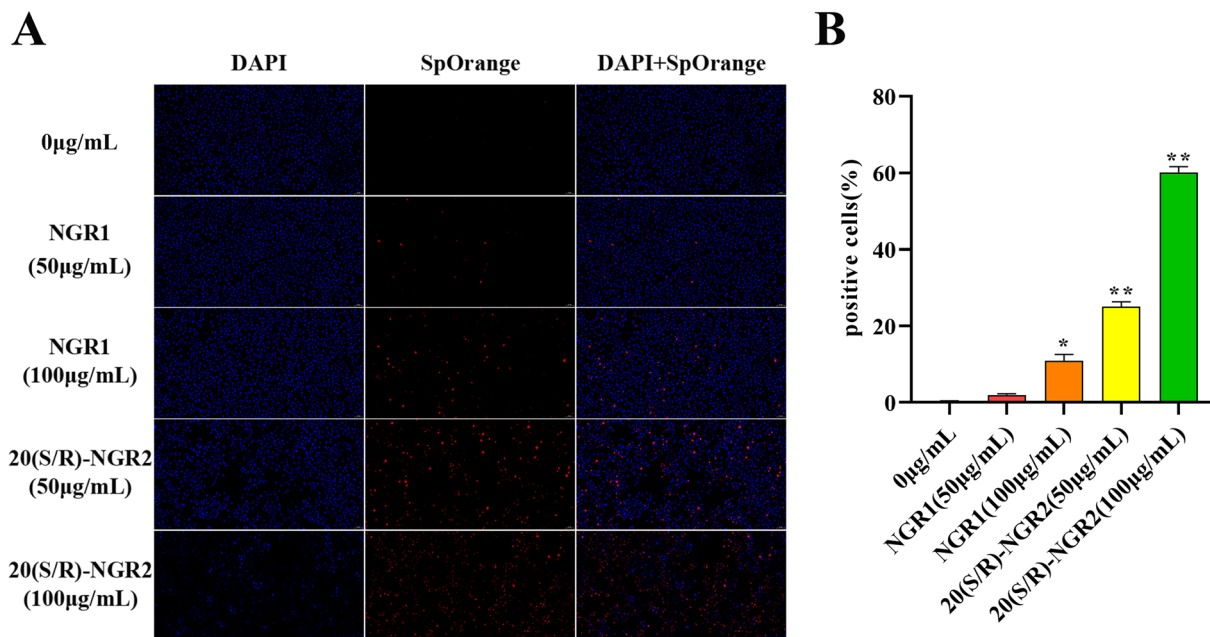 A
B
DAPI
SpOrange
DAPI+SpOrange
0μg/mL
NGR1
(50μg/mL)
NGR1
(100μg/mL)
20(S/R)-NGR2
(50μg/mL)
20(S/R)-NGR2
(100μg/mL)
positive cells(%)
80
60
40
20
0
*
**
**
0μg/mL
NGR1(50μg/mL)
NGR1(100μg/mL)
20(S/R)-NGR2(50μg/mL)
20(S/R)-NGR2(100μg/mL)